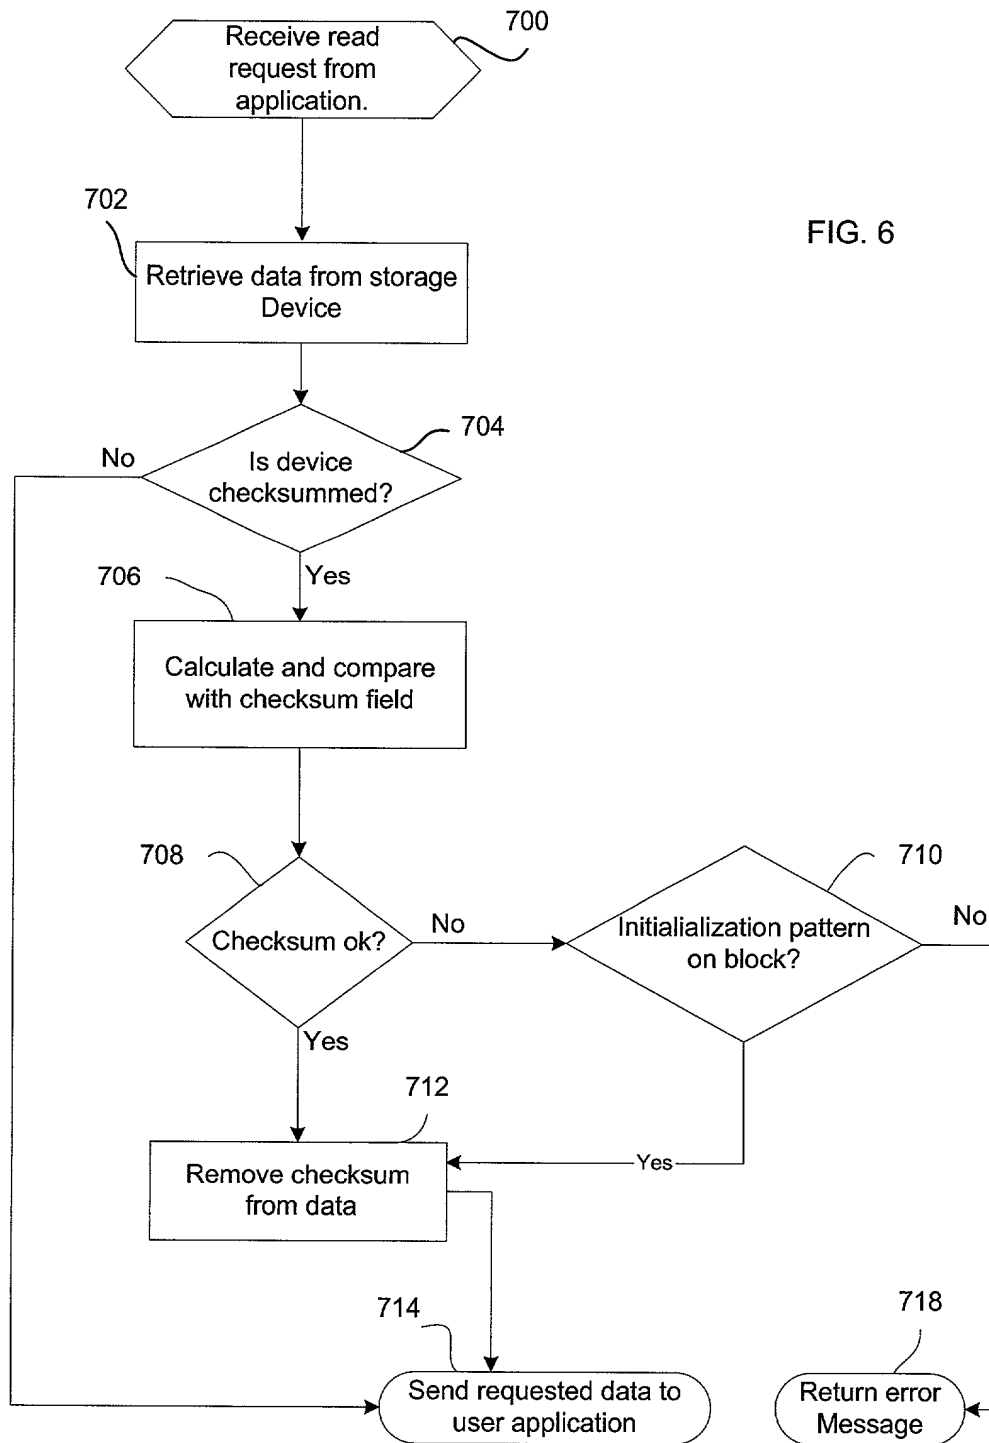 Receive read
request from
application.
700
702
FIG. 6
Retrieve data from storage
Device
704
No
Is device
checksummed?
706
Yes
Calculate and compare
with checksum field
708
710
Checksum ok?
No
Initialialization pattern
on block?
No
Yes
712
Remove checksum
from data
Yes
714
718
Send requested data to
user application
Return error
Message